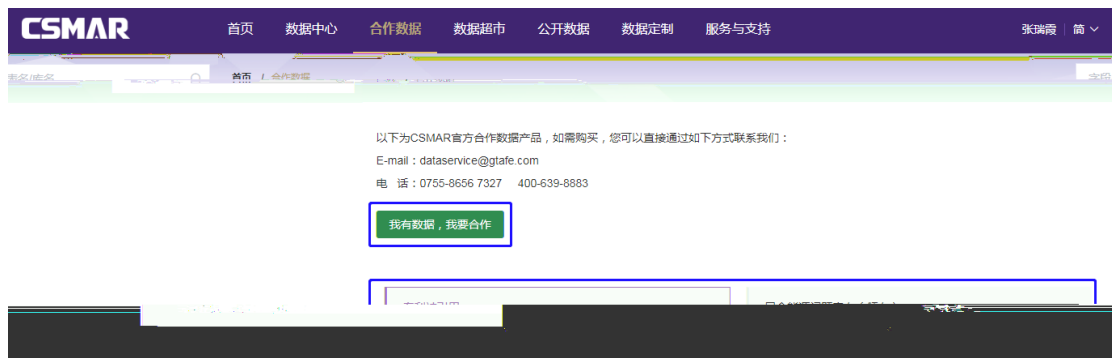 CSMAR 首页 数据中心 合作数据 数据超市 公开数据 数据定制 服务与支持 张瑞霞 简
首页 / 合作数据
以下为CSMAR官方合作数据产品，如需购买，您可以直接通过如下方式联系我们：
E-mail：dataservice@gtafe.com
电 话：0755-8656 7327 400-639-8883
我有数据，我要合作